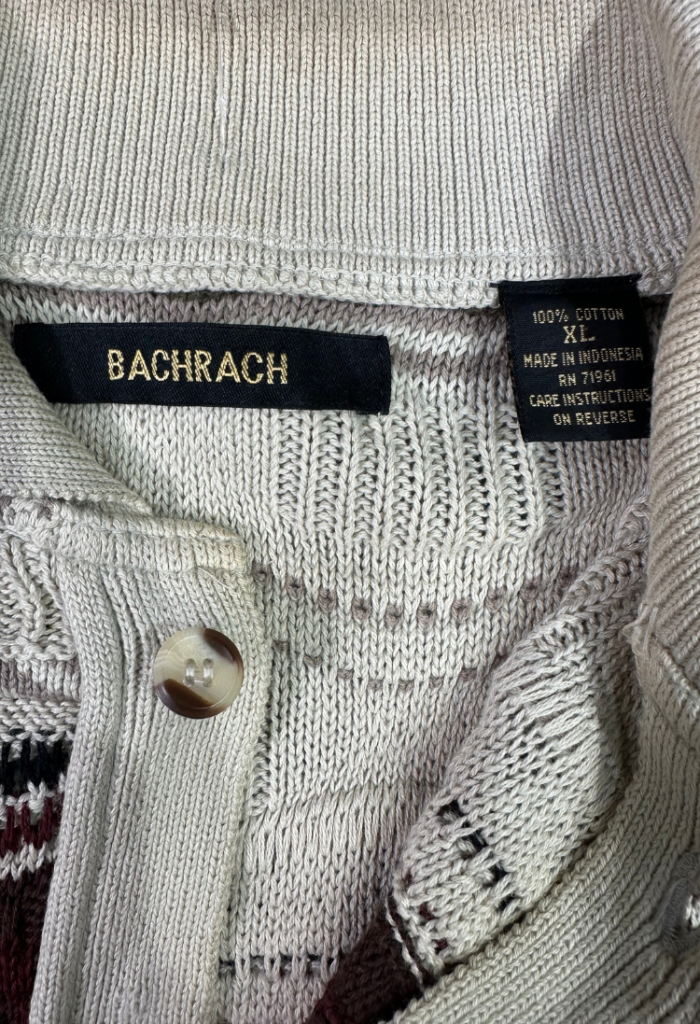 BACHRACH
100% COTTON
XL
MADE IN INDONESIA
RN 71961
CARE INSTRUCTIONS
ON REVERSE